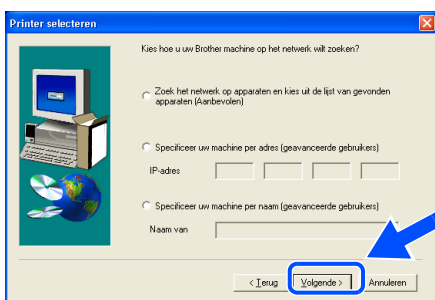 Printer selecteren
Kies hoe u uw Brother machine op het netwerk wilt zoeken?
Zoek het netwerk op apparaten en kies uit de lijst van gevonden
apparaten (Aanbevolen)
Specificeer uw machine per adres (geavanceerde gebruikers)
IP-adres
Specificeer uw machine per naam (geavanceerde gebruikers)
Naam van
< Terug
Volgende >
Annuleren